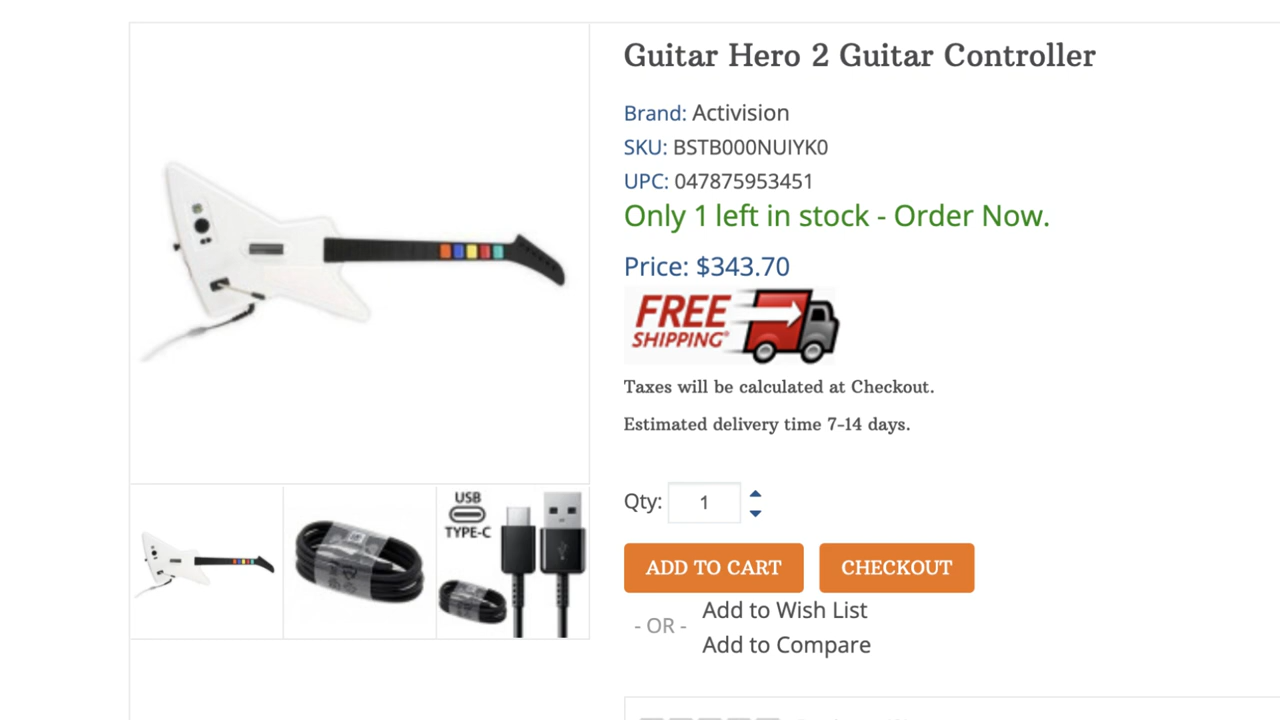 Guitar Hero 2 Guitar Controller
Brand: Activision
SKU: BSTB000NUIYK0
UPC: 047875953451
Only 1 left in stock - Order Now.
Price: $343.70
FREE
SHIPPING®
Taxes will be calculated at Checkout.
Estimated delivery time 7-14 days.
USB
TYPE-C
Qty: 1
ADD TO CART CHECKOUT
- OR -
Add to Wish List
Add to Compare